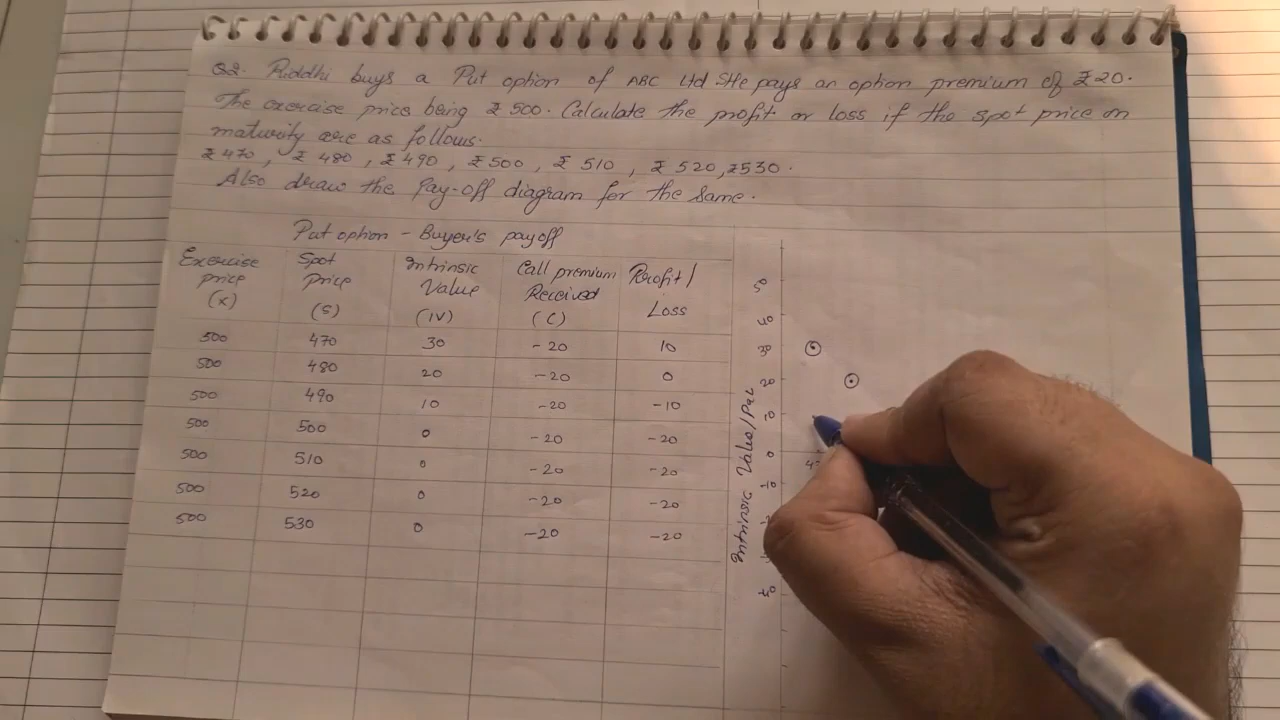 Q2. Riddhi buys a Put option of ABC Ltd She pays an option premium of ₹20.
The exercise price being ₹ 500. Calculate the profit or loss if the spot price on
maturity are as follows.
₹470, ₹ 480, ₹490, ₹500, ₹ 510, ₹ 520, ₹530.
Also draw the Pay-off diagram for the Same.
Put option - Buyer's payoff
Exercise price (X) Spot Price (S) Intrinsic Value (IV) Call premium Received (C) Profit/ Loss
500 470 30 -20 10
500 480 20 -20 0
500 490 10 -20 -10
500 500 0 -20 -20
500 510 0 -20 -20
500 520 0 -20 -20
500 530 0 -20 -20
Intrinsic Value/
50
40
30
20
10
0
-10